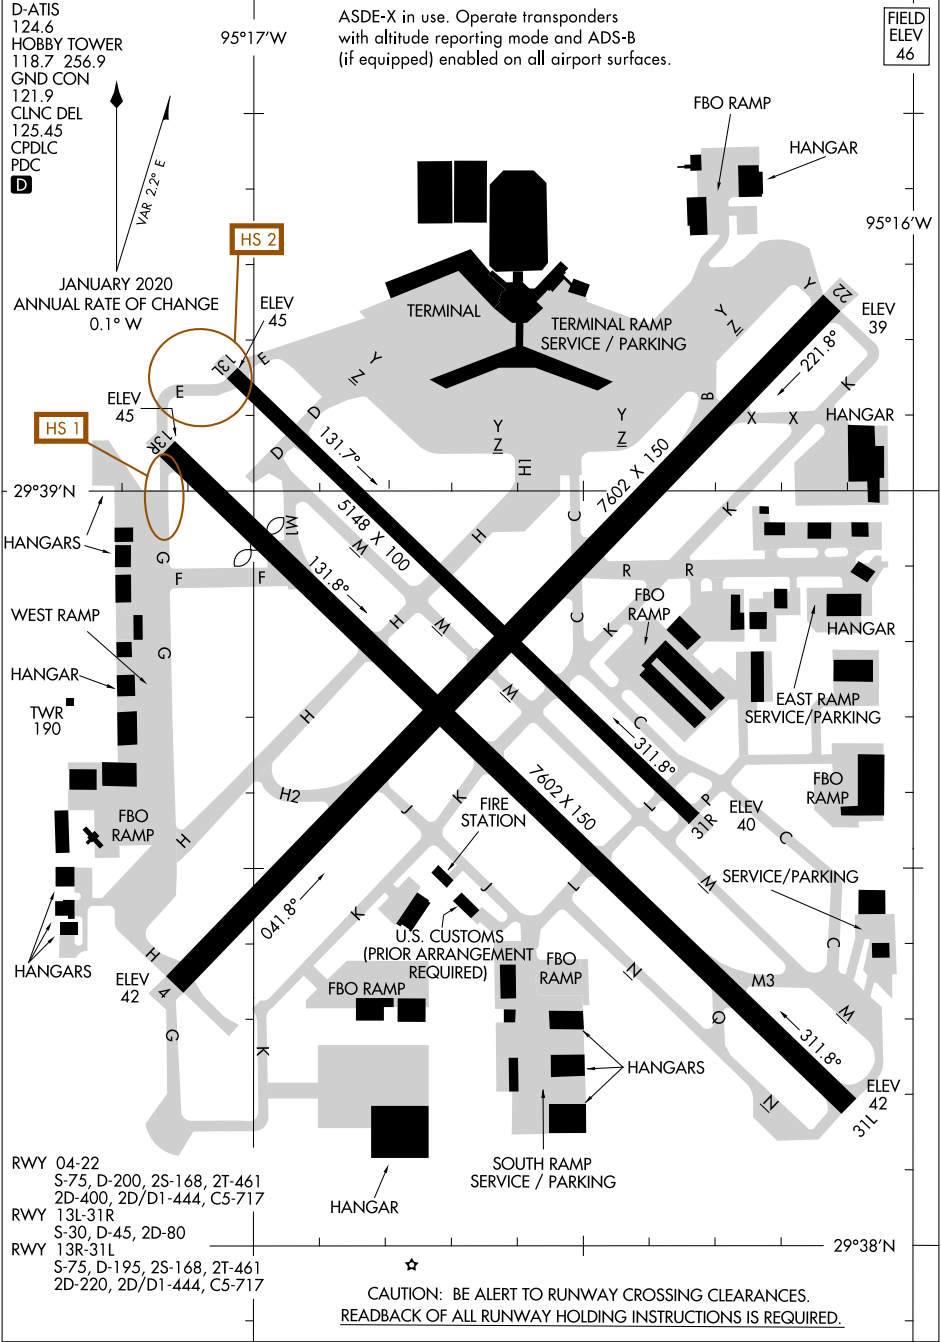 D-ATIS
124.6
HOBBY TOWER
118.7 256.9
GND CON
121.9
CLNC DEL
125.45
CPDLC
PDC
D
95°17'W
ASDE-X in use. Operate transponders
with altitude reporting mode and ADS-B
(if equipped) enabled on all airport surfaces.
FIELD
ELEV
46
VAR 2.2° E
JANUARY 2020
ANNUAL RATE OF CHANGE
0.1° W
HS 2
FBO RAMP
HANGAR
95°16'W
TERMINAL
TERMINAL RAMP
SERVICE / PARKING
ELEV
45
13L
E
E
ELEV
45
13R
HS 1
Y
Z
Y
Z
Y
Z
Y
Z
Y
22
ELEV
39
221.8°
K
B
X
X
HANGAR
D
D
131.7°
5148 X 100
7602 X 150
H1
29°39'N
HANGARS
M1
M
H
C
K
G
F
F
131.8°
R
R
FBO
RAMP
WEST RAMP
H
M
C
K
HANGAR
G
HANGAR
M
TWR
190
H
C
EAST RAMP
SERVICE/PARKING
311.8°
H2
J
K
7602 X 150
FIRE
STATION
L
P
31R
ELEV
40
FBO
RAMP
C
FBO
RAMP
H
SERVICE/PARKING
J
L
M
041.8°
K
U.S. CUSTOMS
(PRIOR ARRANGEMENT
REQUIRED)
C
HANGARS
H
ELEV
42
4
FBO RAMP
FBO
RAMP
N
M3
M
Q
G
K
311.8°
HANGARS
N
ELEV
42
31L
SOUTH RAMP
SERVICE / PARKING
HANGAR
RWY 04-22
S-75, D-200, 2S-168, 2T-461
2D-400, 2D/D1-444, C5-717
RWY 13L-31R
S-30, D-45, 2D-80
RWY 13R-31L
S-75, D-195, 2S-168, 2T-461
2D-220, 2D/D1-444, C5-717
29°38'N
CAUTION: BE ALERT TO RUNWAY CROSSING CLEARANCES.
READBACK OF ALL RUNWAY HOLDING INSTRUCTIONS IS REQUIRED.